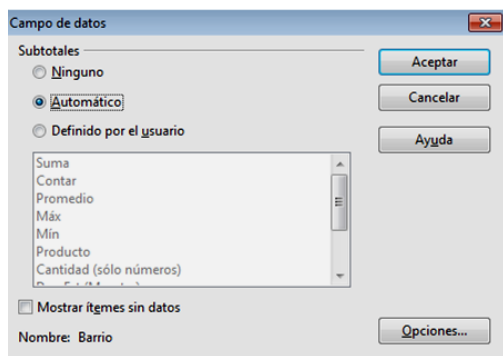 Campo de datos
Subtotales
Ninguno
Automático
Definido por el usuario
Suma
Contar
Promedio
Máx
Mín
Producto
Cantidad (sólo números)
Mostrar ítemes sin datos
Nombre: Barrio
Aceptar
Cancelar
Ayuda
Opciones...